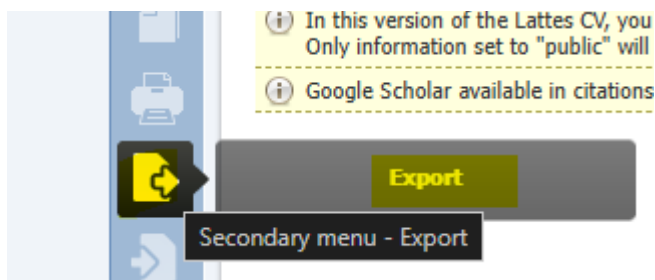 In this version of the Lattes CV, you
Only information set to "public" will
Google Scholar available in citations
Export
Secondary menu - Export